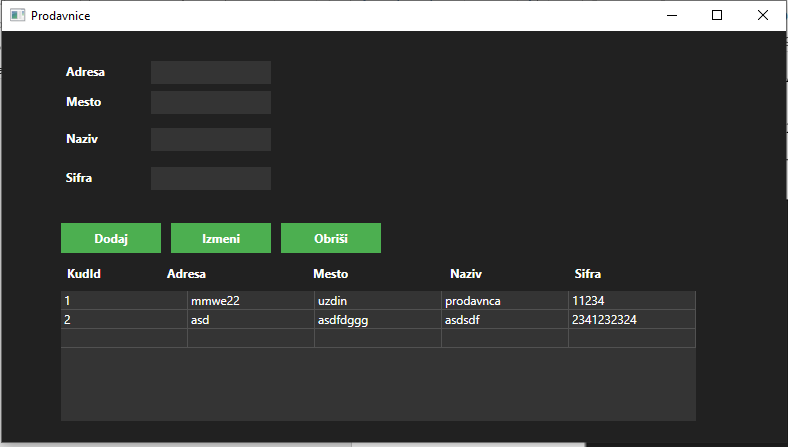 Prodavnice
Adresa
Mesto
Naziv
Sifra
Dodaj Izmeni Obriši
KudId Adresa Mesto Naziv Sifra
1 mmwe22 uzdin prodavnca 11234
2 asd asdfdggg asdsdf 2341232324